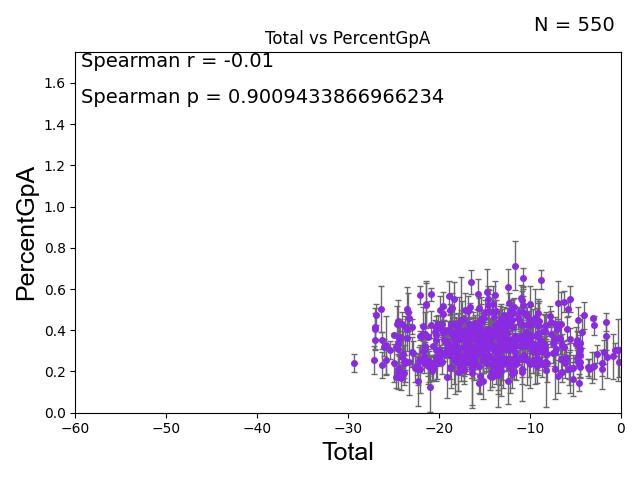 N = 550
Total vs PercentGpA
Spearman r = -0.01
Spearman p = 0.9009433866966234
PercentGpA
1.6
1.4
1.2
1.0
0.8
0.6
0.4
0.2
0.0
−60 −50 −40 −30 −20 −10 0
Total